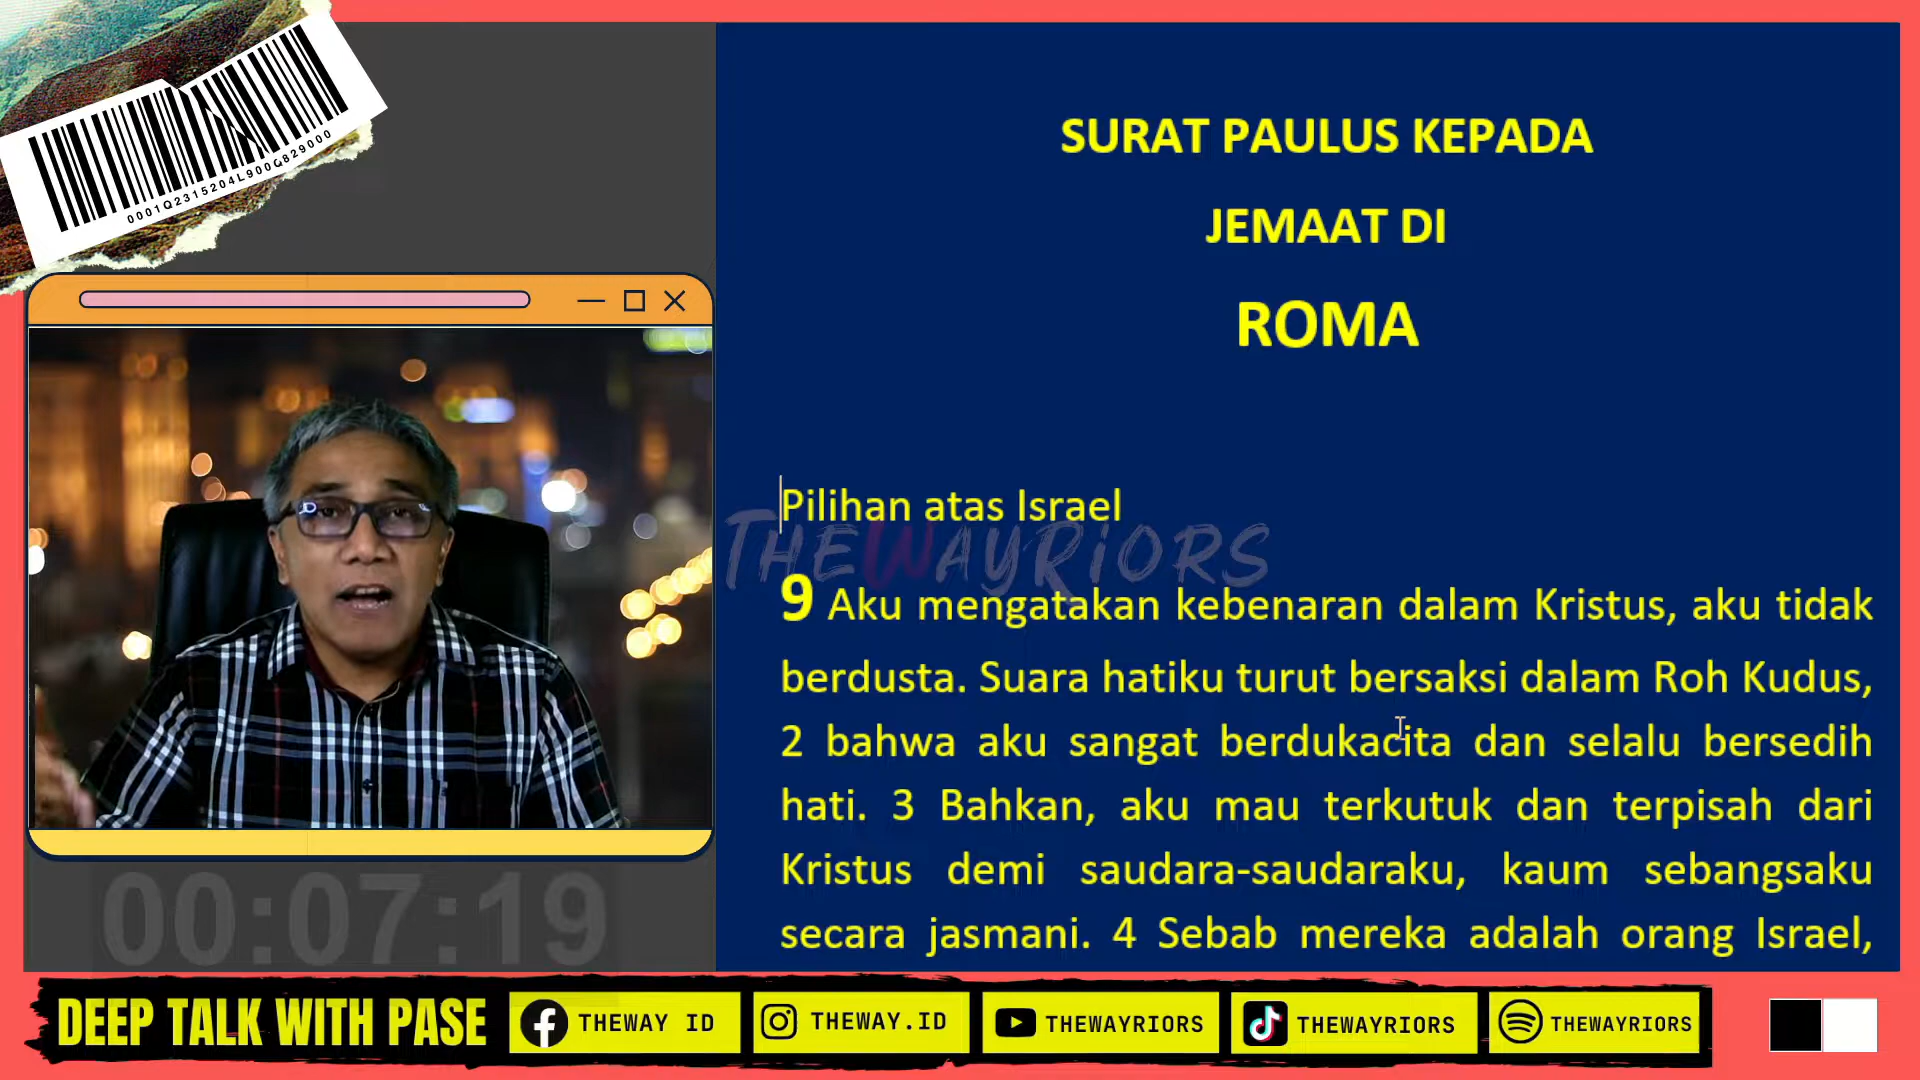 0001Q2315204L900Q829000
SURAT PAULUS KEPADA
JEMAAT DI
ROMA
Pilihan atas Israel
THEWAYRIORS
9 Aku mengatakan kebenaran dalam Kristus, aku tidak
berdusta. Suara hatiku turut bersaksi dalam Roh Kudus,
2 bahwa aku sangat berdukacita dan selalu bersedih
hati. 3 Bahkan, aku mau terkutuk dan terpisah dari
Kristus demi saudara-saudaraku, kaum sebangsaku
secara jasmani. 4 Sebab mereka adalah orang Israel,
00:07:19
DEEP TALK WITH PASE
THEWAY ID
THEWAY.ID
THEWAYRIORS
THEWAYRIORS
THEWAYRIORS